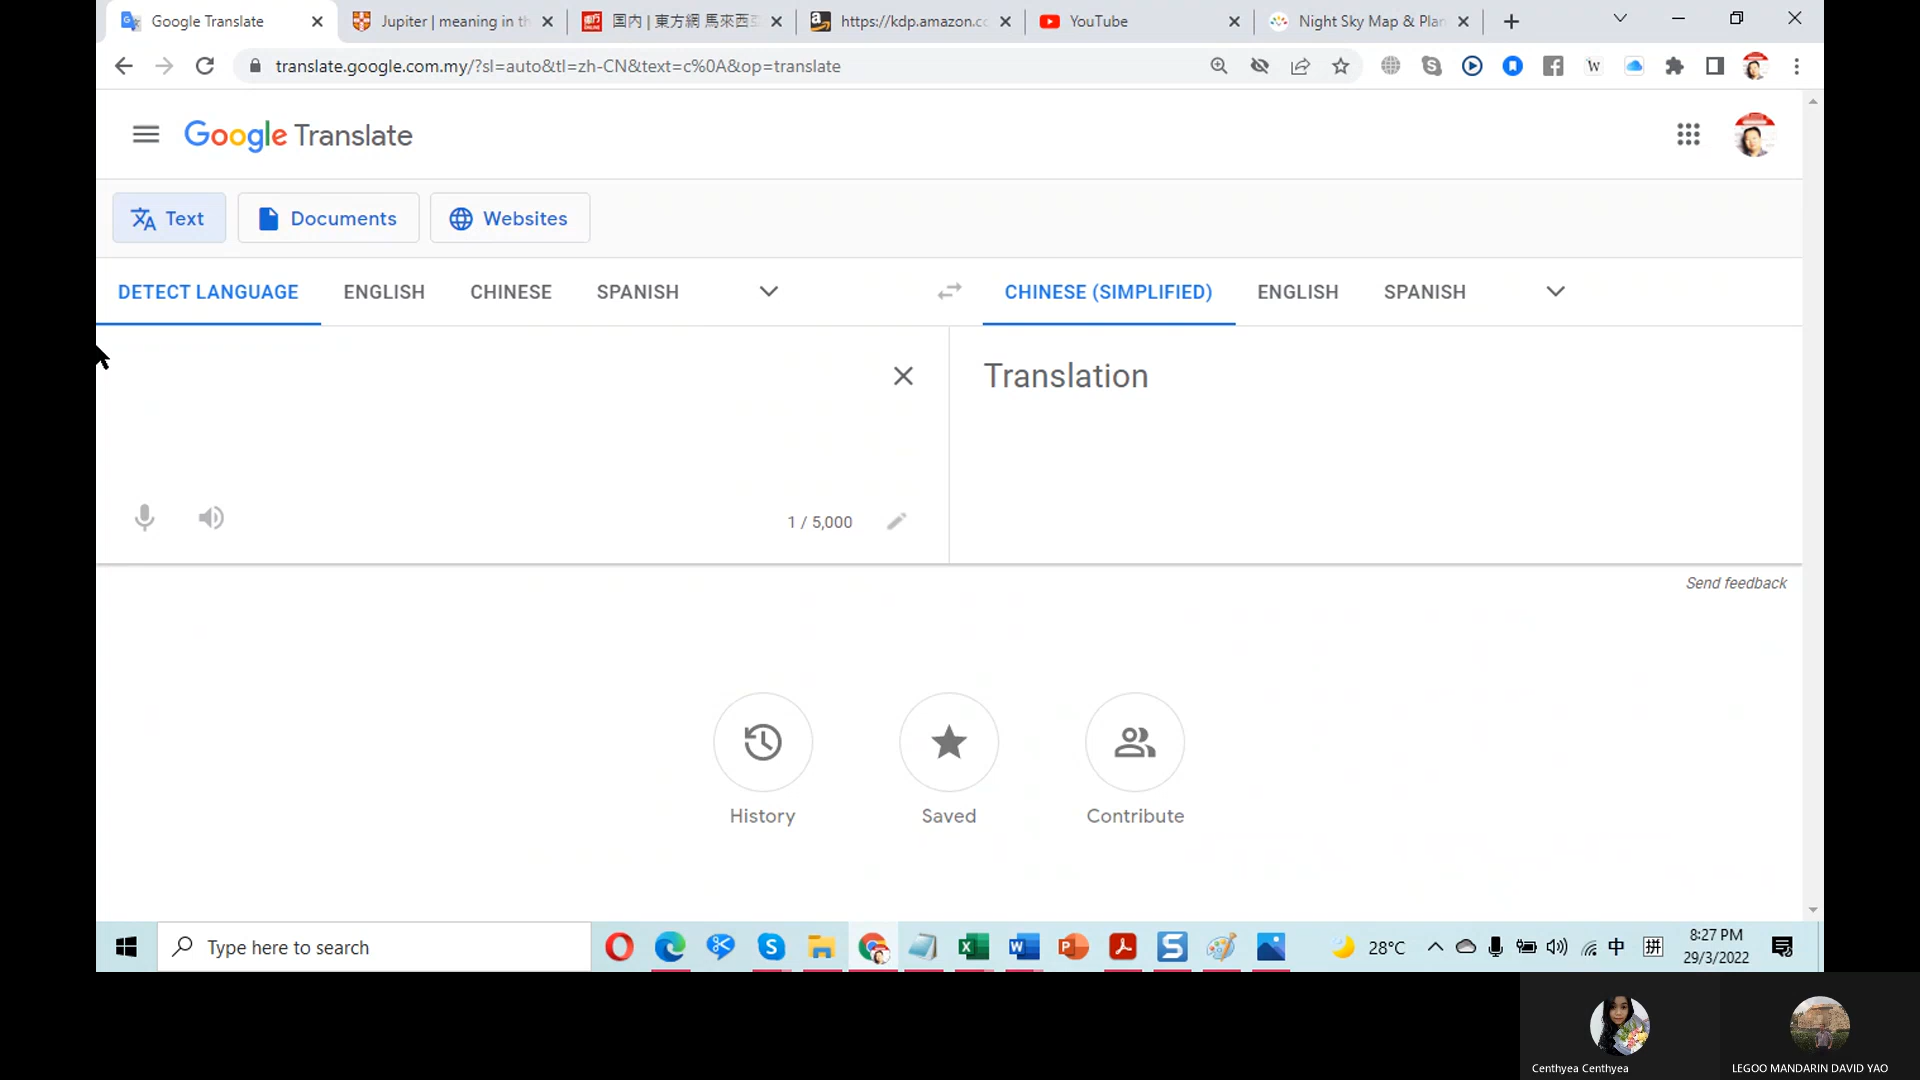 Google Translate
Jupiter | meaning in th
国内 | 東方網 馬來西亞
https://kdp.amazon.co
YouTube
Night Sky Map & Plan
translate.google.com.my/?sl=auto&tl=zh-CN&text=c%0A&op=translate
Google Translate
Text
Documents
Websites
DETECT LANGUAGE
ENGLISH
CHINESE
SPANISH
CHINESE (SIMPLIFIED)
ENGLISH
SPANISH
Translation
1 / 5,000
Send feedback
History
Saved
Contribute
Type here to search
28°C
中
拼
8:27 PM
29/3/2022
Centhyea Centhyea
LEGOO MANDARIN DAVID YAO